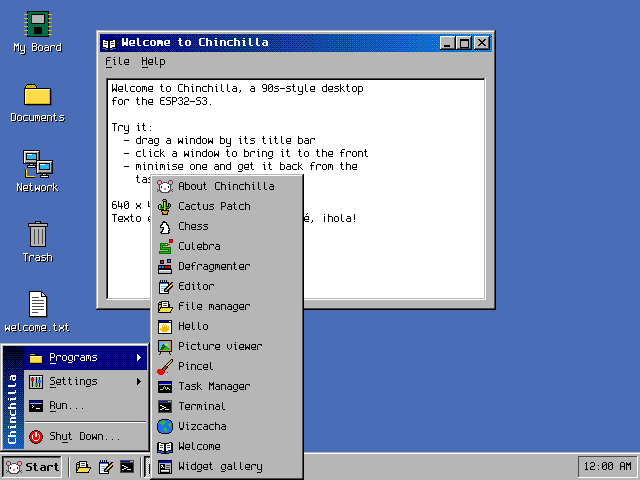 My Board
Documents
Network
Trash
welcome.txt
Welcome to Chinchilla
File Help
Welcome to Chinchilla, a 90s-style desktop
for the ESP32-S3.
Try it:
- drag a window by its title bar
- click a window to bring it to the front
- minimise one and get it back from the
640 x
Texto
, ¡hola!
About Chinchilla
Cactus Patch
Chess
Culebra
Defragmenter
Editor
File manager
Hello
Picture viewer
Pincel
Task Manager
Terminal
Vizcacha
Welcome
Widget gallery
Chinchilla
Programs
Settings
Run...
Shut Down...
Start
12:00 AM